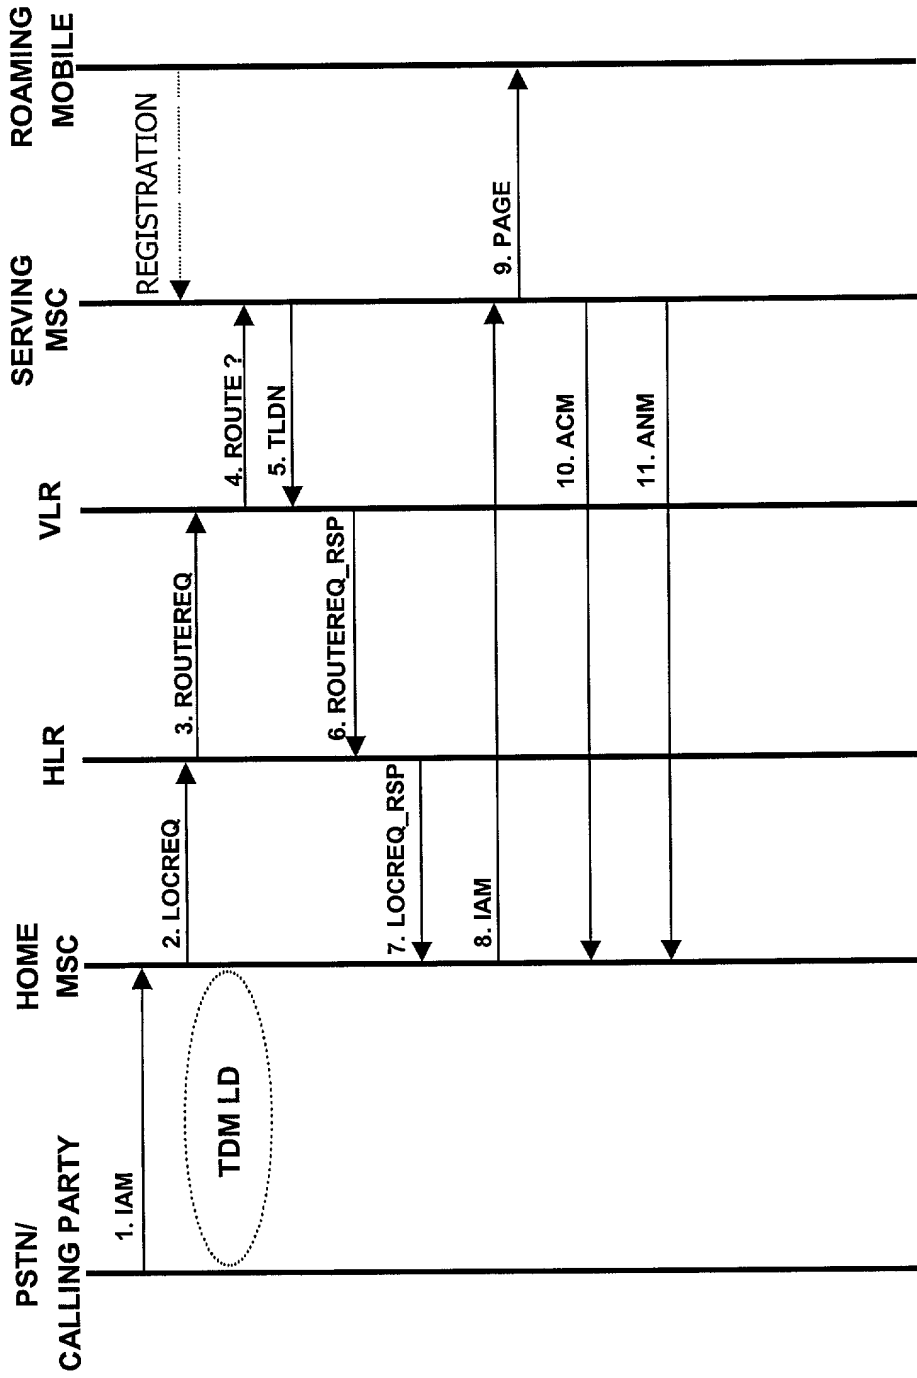 PSTN/
CALLING PARTY
HOME
MSC
HLR
VLR
SERVING
MSC
ROAMING
MOBILE
REGISTRATION
1. IAM
TDM LD
2. LOCREQ
3. ROUTEREQ
4. ROUTE ?
5. TLDN
6. ROUTEREQ_RSP
7. LOCREQ_RSP
8. IAM
9. PAGE
10. ACM
11. ANM